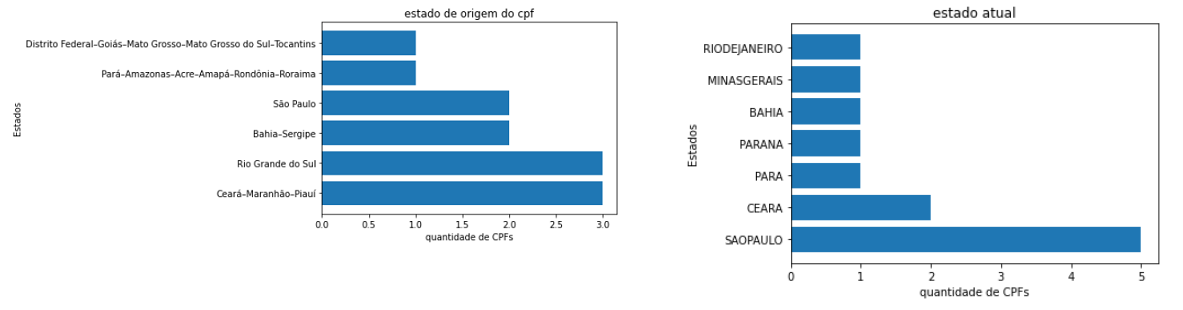 estado de origem do cpf
Distrito Federal–Goiás–Mato Grosso–Mato Grosso do Sul–Tocantins
Pará–Amazonas–Acre–Amapá–Rondônia–Roraima
São Paulo
Bahia–Sergipe
Rio Grande do Sul
Ceará–Maranhão–Piauí
Estados
0.0 0.5 1.0 1.5 2.0 2.5 3.0
quantidade de CPFs
estado atual
RIODEJANEIRO
MINASGERAIS
BAHIA
PARANA
PARA
CEARA
SAOPAULO
Estados
0 1 2 3 4 5
quantidade de CPFs